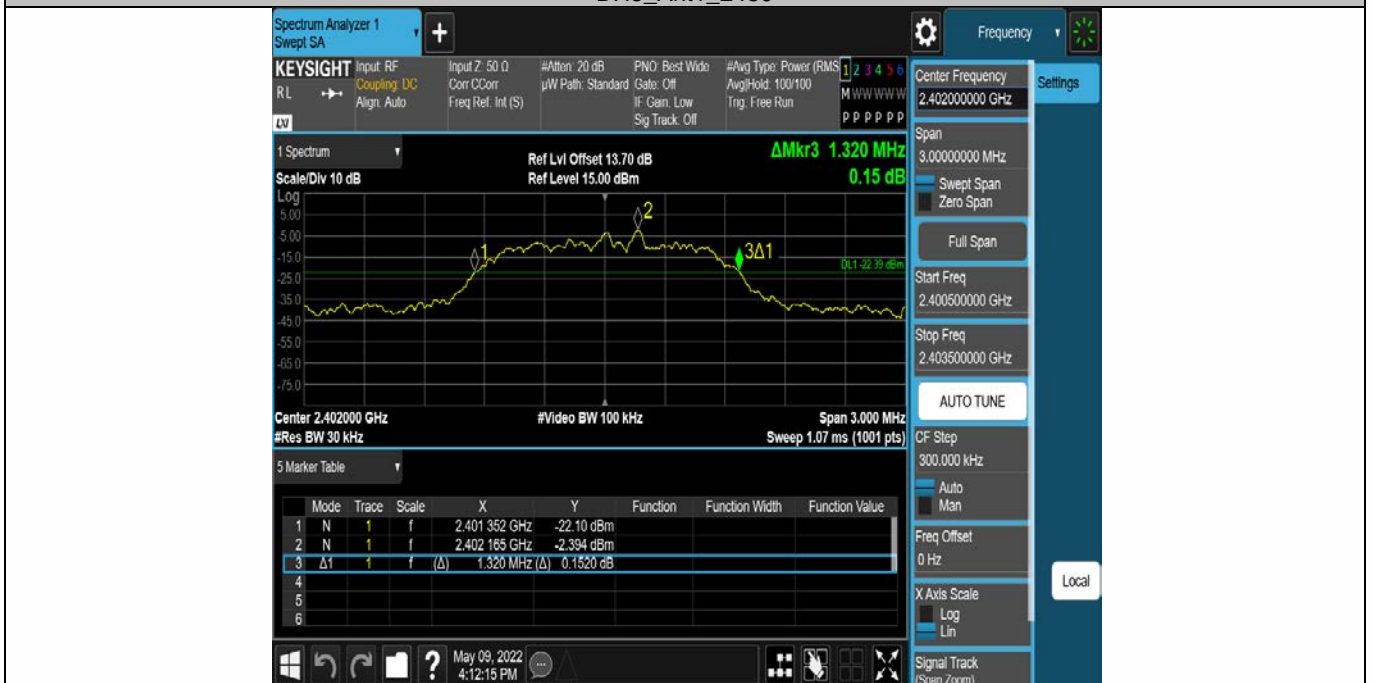 Spectrum Analyzer 1
Swept SA
+
Frequency
KEYSIGHT
RL
Input: RF
Coupling: DC
Align: Auto
Input Z: 50 Ω
Corr CCorr
Freq Ref: Int (S)
#Atten: 20 dB
µW Path: Standard
PNO: Best Wide
Gate: Off
IF Gain: Low
Sig Track: Off
#Avg Type: Power (RMS
Avg|Hold: 100/100
Trig: Free Run
1 2 3 4 5 6
M W W W W W
P P P P P P
1 Spectrum
Scale/Div 10 dB
Ref Lvl Offset 13.70 dB
Ref Level 15.00 dBm
ΔMkr3 1.320 MHz
0.15 dB
Log
5.00
-5.00
-15.0
-25.0
-35.0
-45.0
-55.0
-65.0
-75.0
1
2
3Δ1
DL1 -22.39 dBm
Center 2.402000 GHz
#Video BW 100 kHz
Span 3.000 MHz
#Res BW 30 kHz
Sweep 1.07 ms (1001 pts)
5 Marker Table
Mode Trace Scale X Y Function Function Width Function Value
1 N 1 f 2.401 352 GHz -22.10 dBm
2 N 1 f 2.402 165 GHz -2.394 dBm
3 Δ1 1 f (Δ) 1.320 MHz (Δ) 0.1520 dB
4
5
6
?
May 09, 2022
4:12:15 PM
Center Frequency
2.402000000 GHz
Settings
Span
3.00000000 MHz
Swept Span
Zero Span
Full Span
Start Freq
2.400500000 GHz
Stop Freq
2.403500000 GHz
AUTO TUNE
CF Step
300.000 kHz
Auto
Man
Freq Offset
0 Hz
X Axis Scale
Log
Lin
Local
Signal Track
(Span Zoom)